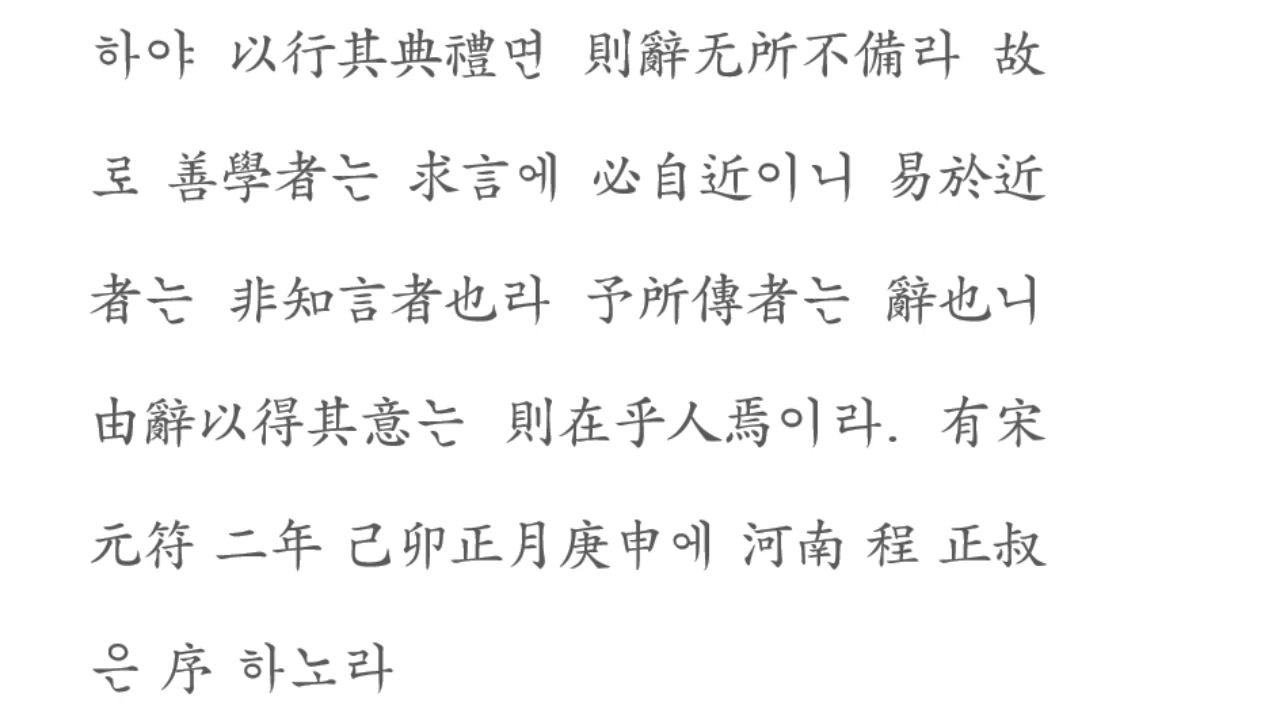 하야 以行其典禮면 則辭无所不備라 故
로 善學者는 求言에 必自近이니 易於近
者는 非知言者也라 予所傳者는 辭也니
由辭以得其意는 則在乎人焉이라. 有宋
元符 二年 己卯正月庚申에 河南 程 正叔
은 序 하노라